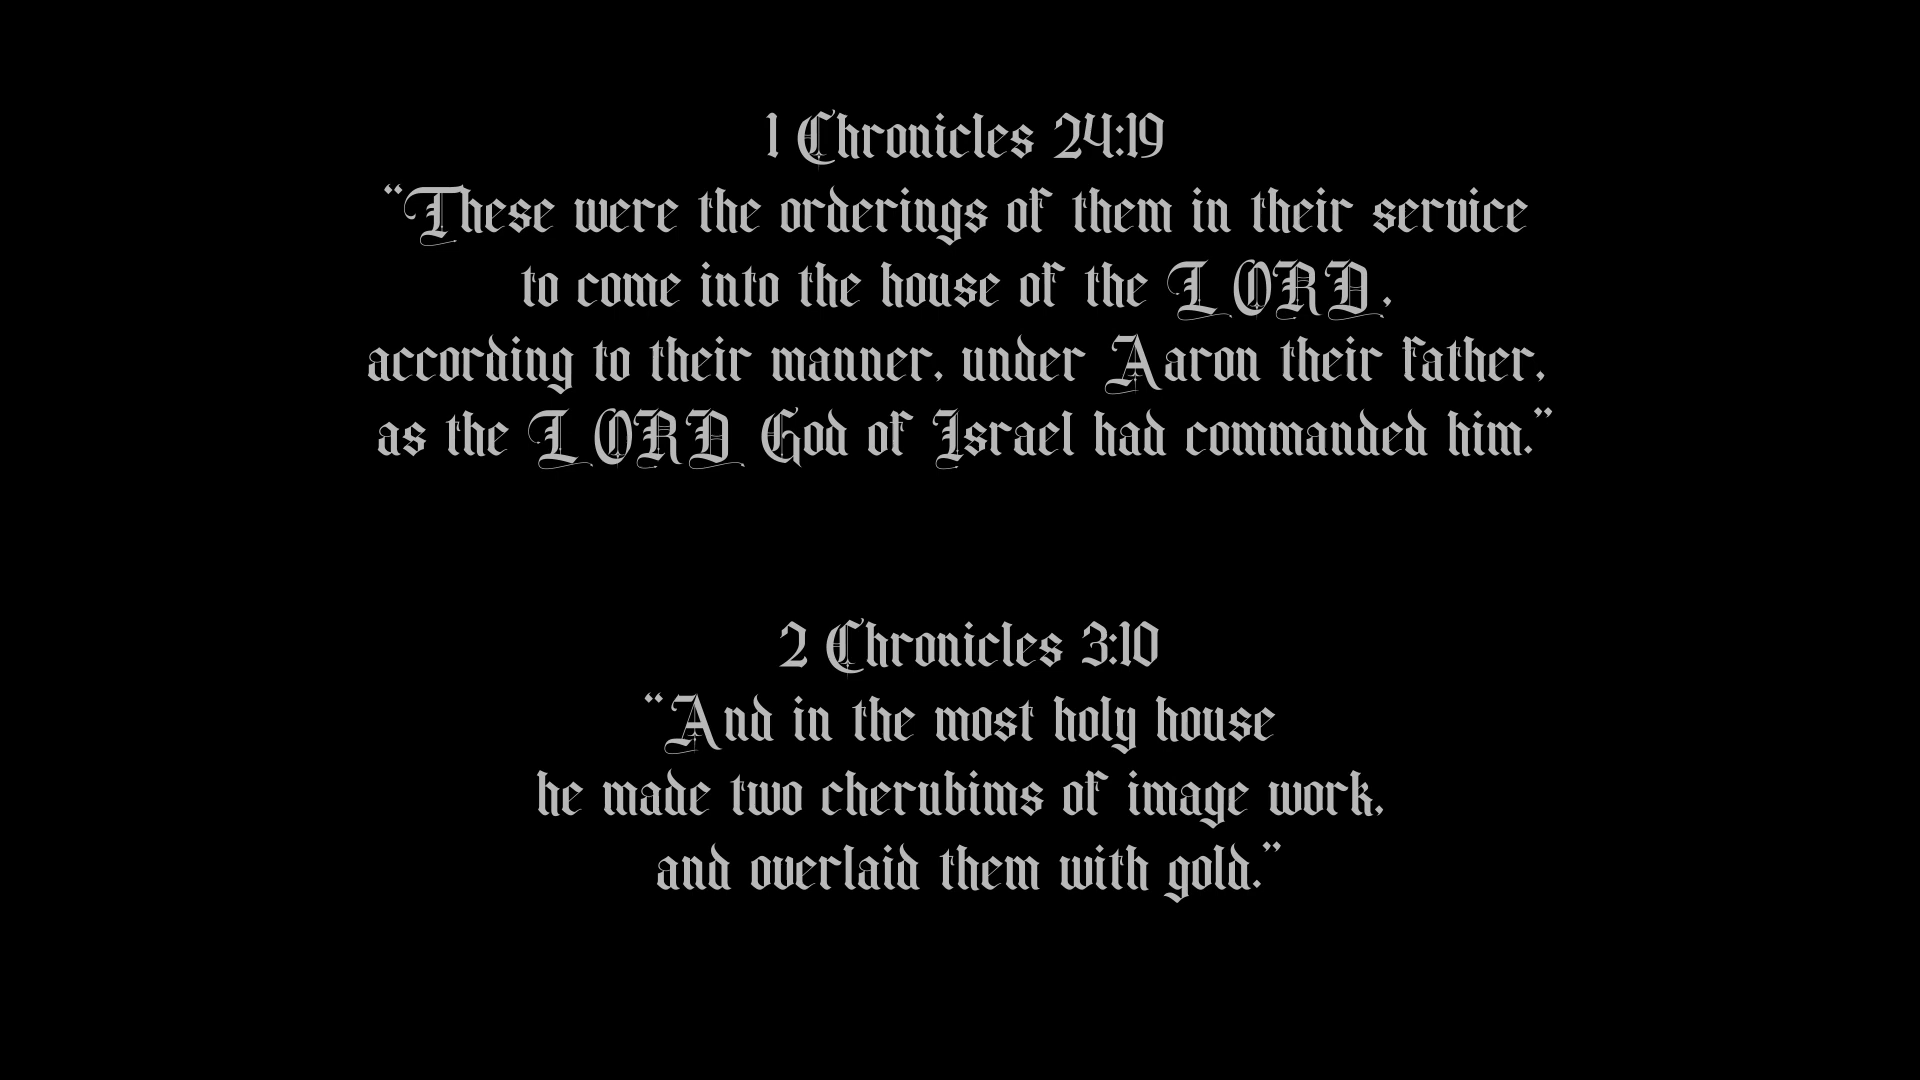 1 Chronicles 24:19
“These were the orderings of them in their service
to come into the house of the LORD,
according to their manner, under Aaron their father,
as the LORD God of Israel had commanded him.”
2 Chronicles 3:10
“And in the most holy house
he made two cherubims of image work,
and overlaid them with gold.”